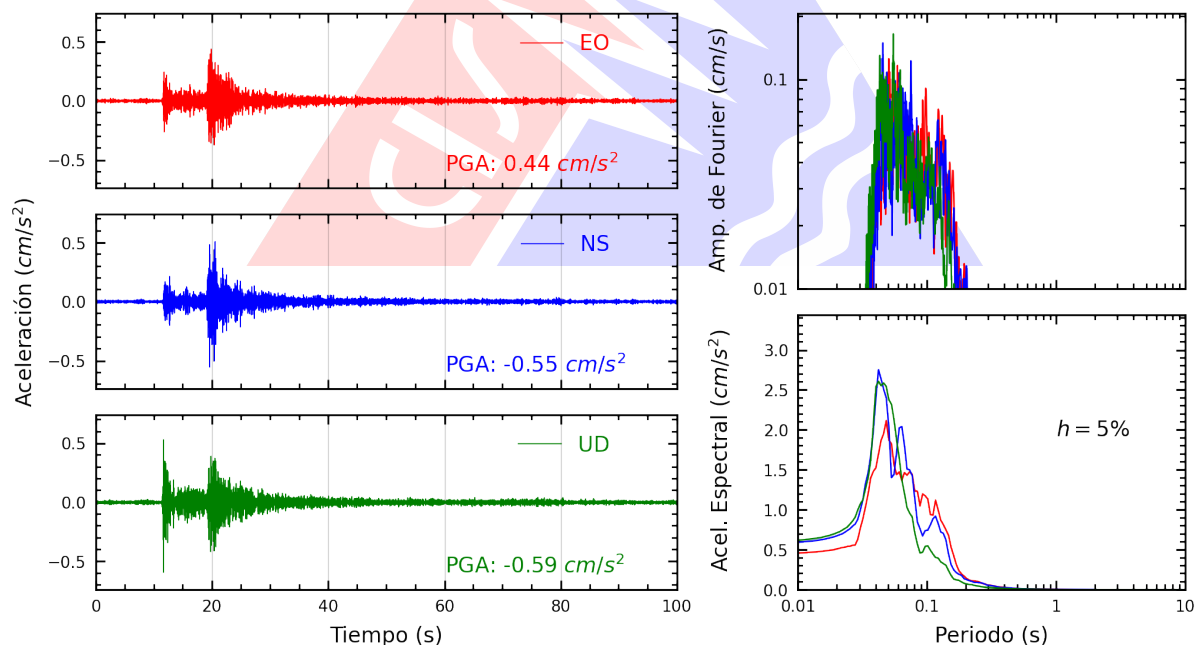 Aceleración (cm/s²)
0.5
0.0
−0.5
EO
PGA: 0.44 cm/s²
0.5
0.0
−0.5
NS
PGA: -0.55 cm/s²
0.5
0.0
−0.5
UD
PGA: -0.59 cm/s²
0 20 40 60 80 100
Tiempo (s)
CIS
Amp. de Fourier (cm/s)
0.1
0.01
Acel. Espectral (cm/s²)
3.0
2.5
2.0
1.5
1.0
0.5
0.0
h = 5%
0.01 0.1 1 10
Periodo (s)